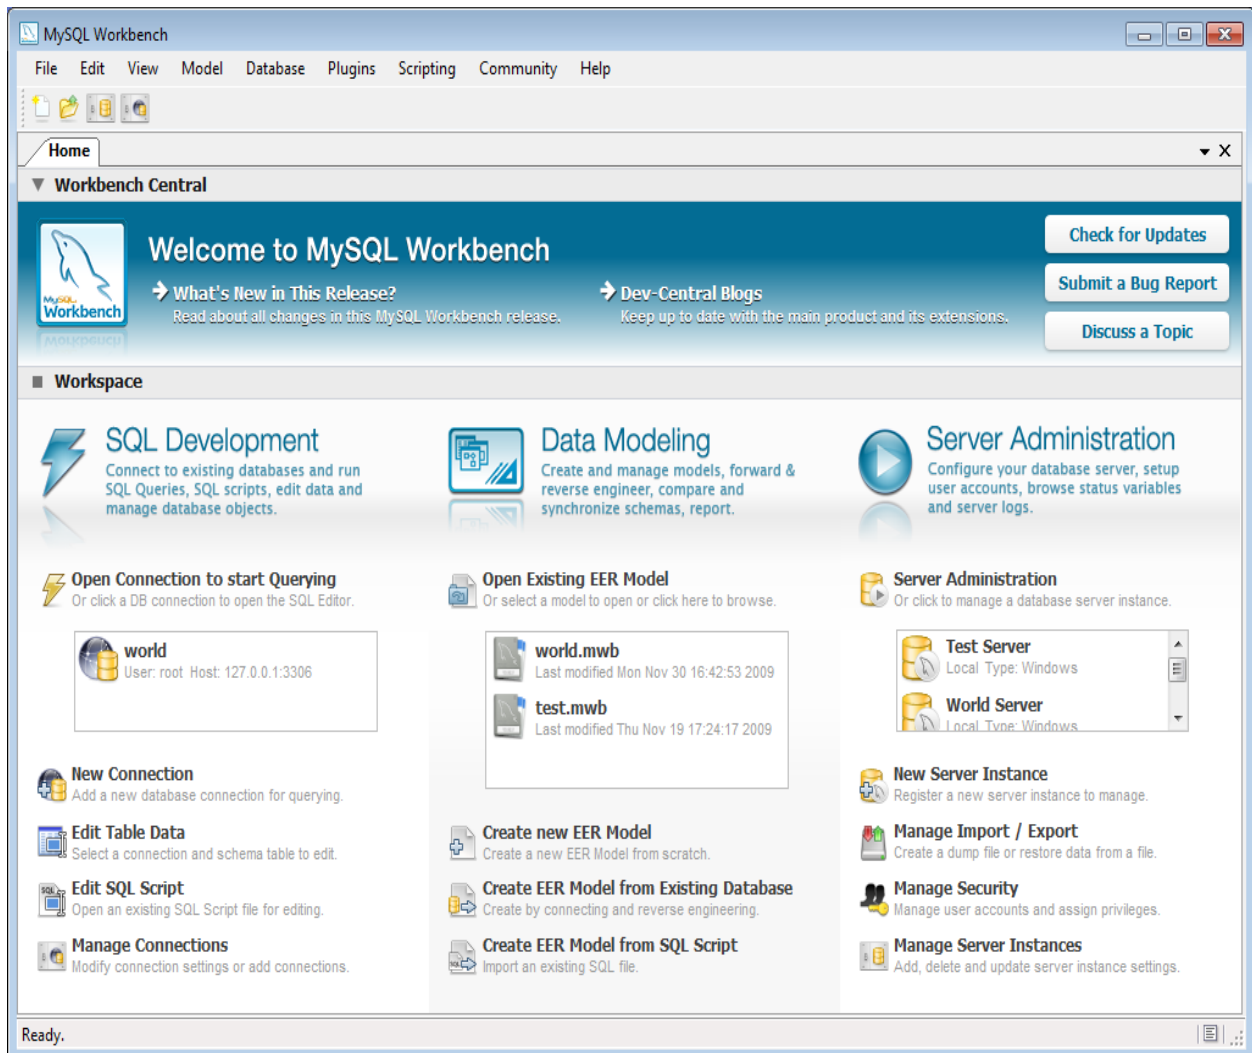 MySQL Workbench
File Edit View Model Database Plugins Scripting Community Help
Home
Workbench Central
MySQL
Workbench
Welcome to MySQL Workbench
What's New in This Release?
Read about all changes in this MySQL Workbench release.
Dev-Central Blogs
Keep up to date with the main product and its extensions.
Check for Updates
Submit a Bug Report
Discuss a Topic
Workspace
SQL Development
Connect to existing databases and run
SQL Queries, SQL scripts, edit data and
manage database objects.
Open Connection to start Querying
Or click a DB connection to open the SQL Editor.
world
User: root Host: 127.0.0.1:3306
New Connection
Add a new database connection for querying.
Edit Table Data
Select a connection and schema table to edit.
Edit SQL Script
Open an existing SQL Script file for editing.
Manage Connections
Modify connection settings or add connections.
Data Modeling
Create and manage models, forward &
reverse engineer, compare and
synchronize schemas, report.
Open Existing EER Model
Or select a model to open or click here to browse.
world.mwb
Last modified Mon Nov 30 16:42:53 2009
test.mwb
Last modified Thu Nov 19 17:24:17 2009
Create new EER Model
Create a new EER Model from scratch.
Create EER Model from Existing Database
Create by connecting and reverse engineering.
Create EER Model from SQL Script
Import an existing SQL file.
Server Administration
Configure your database server, setup
user accounts, browse status variables
and server logs.
Server Administration
Or click to manage a database server instance.
Test Server
Local Type: Windows
World Server
Local Type: Windows
New Server Instance
Register a new server instance to manage.
Manage Import / Export
Create a dump file or restore data from a file.
Manage Security
Manage user accounts and assign privileges.
Manage Server Instances
Add, delete and update server instance settings.
Ready.